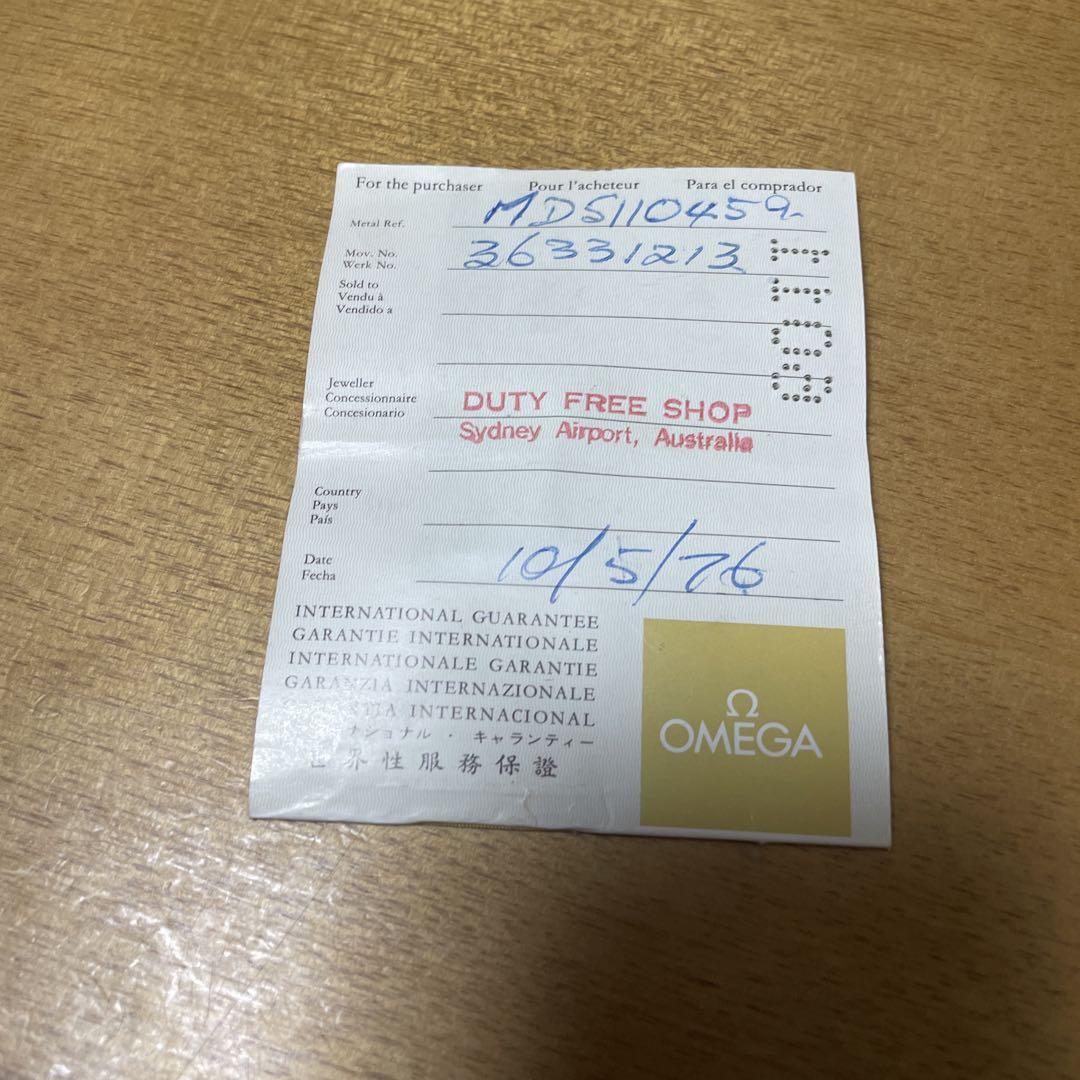 For the purchaser Pour l'acheteur Para el comprador
Metal Ref. MDS110459
Mov. No. 36331213
Werk No.
Sold to
Vendu à
Vendido a
Jeweller
Concessionnaire DUTY FREE SHOP
Concesionario Sydney Airport, Australia
Country
Pays
País
Date 10/5/76
Fecha
INTERNATIONAL GUARANTEE
GARANTIE INTERNATIONALE
INTERNATIONALE GARANTIE
GARANZIA INTERNAZIONALE
INTERNACIONAL
ナショナル・ギャランティー
世界性服務保證
Ω
OMEGA